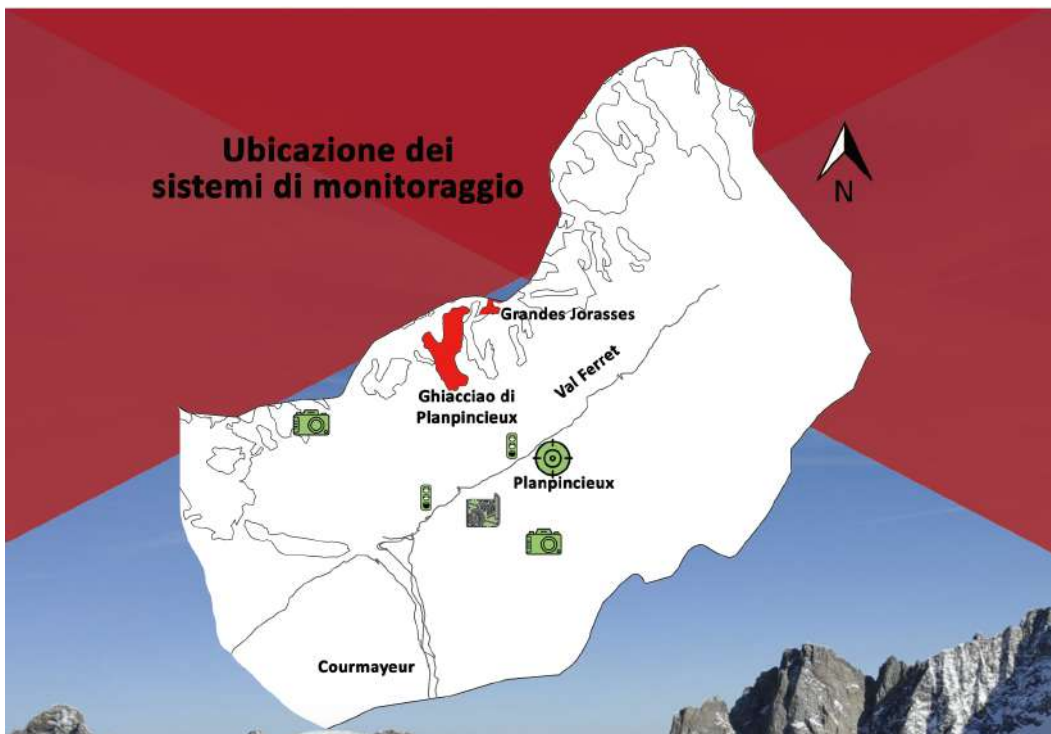 Ubicazione dei
sistemi di monitoraggio
N
Grandes Jorasses
Val Ferret
Ghiacciao di
Planpincieux
Planpincieux
Courmayeur